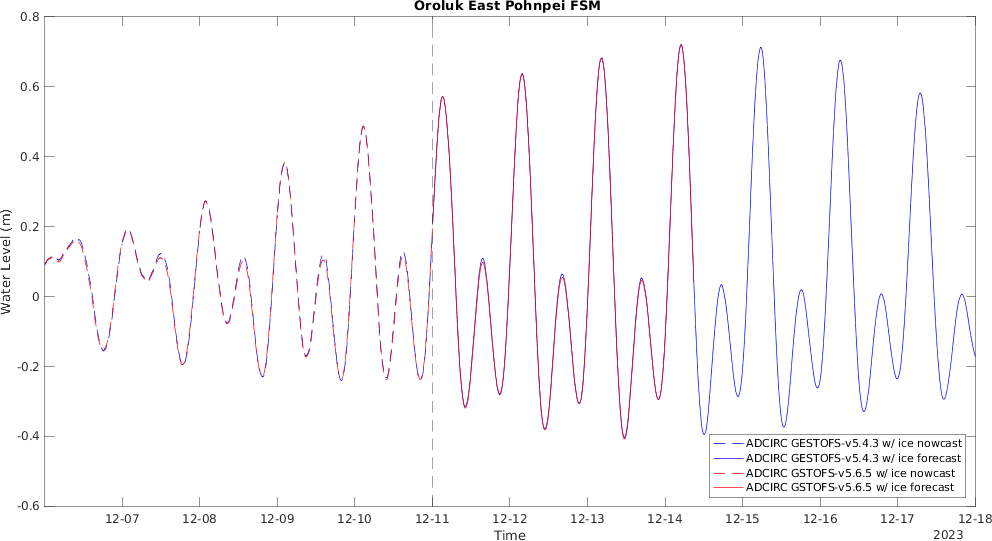 Oroluk East Pohnpei FSM
0.8
0.6
0.4
0.2
0
-0.2
-0.4
-0.6
Water Level (m)
ADCIRC GESTOFS-v5.4.3 w/ ice nowcast
ADCIRC GESTOFS-v5.4.3 w/ ice forecast
ADCIRC GSTOFS-v5.6.5 w/ ice nowcast
ADCIRC GSTOFS-v5.6.5 w/ ice forecast
12-07 12-08 12-09 12-10 12-11 12-12 12-13 12-14 12-15 12-16 12-17 12-18
Time
2023